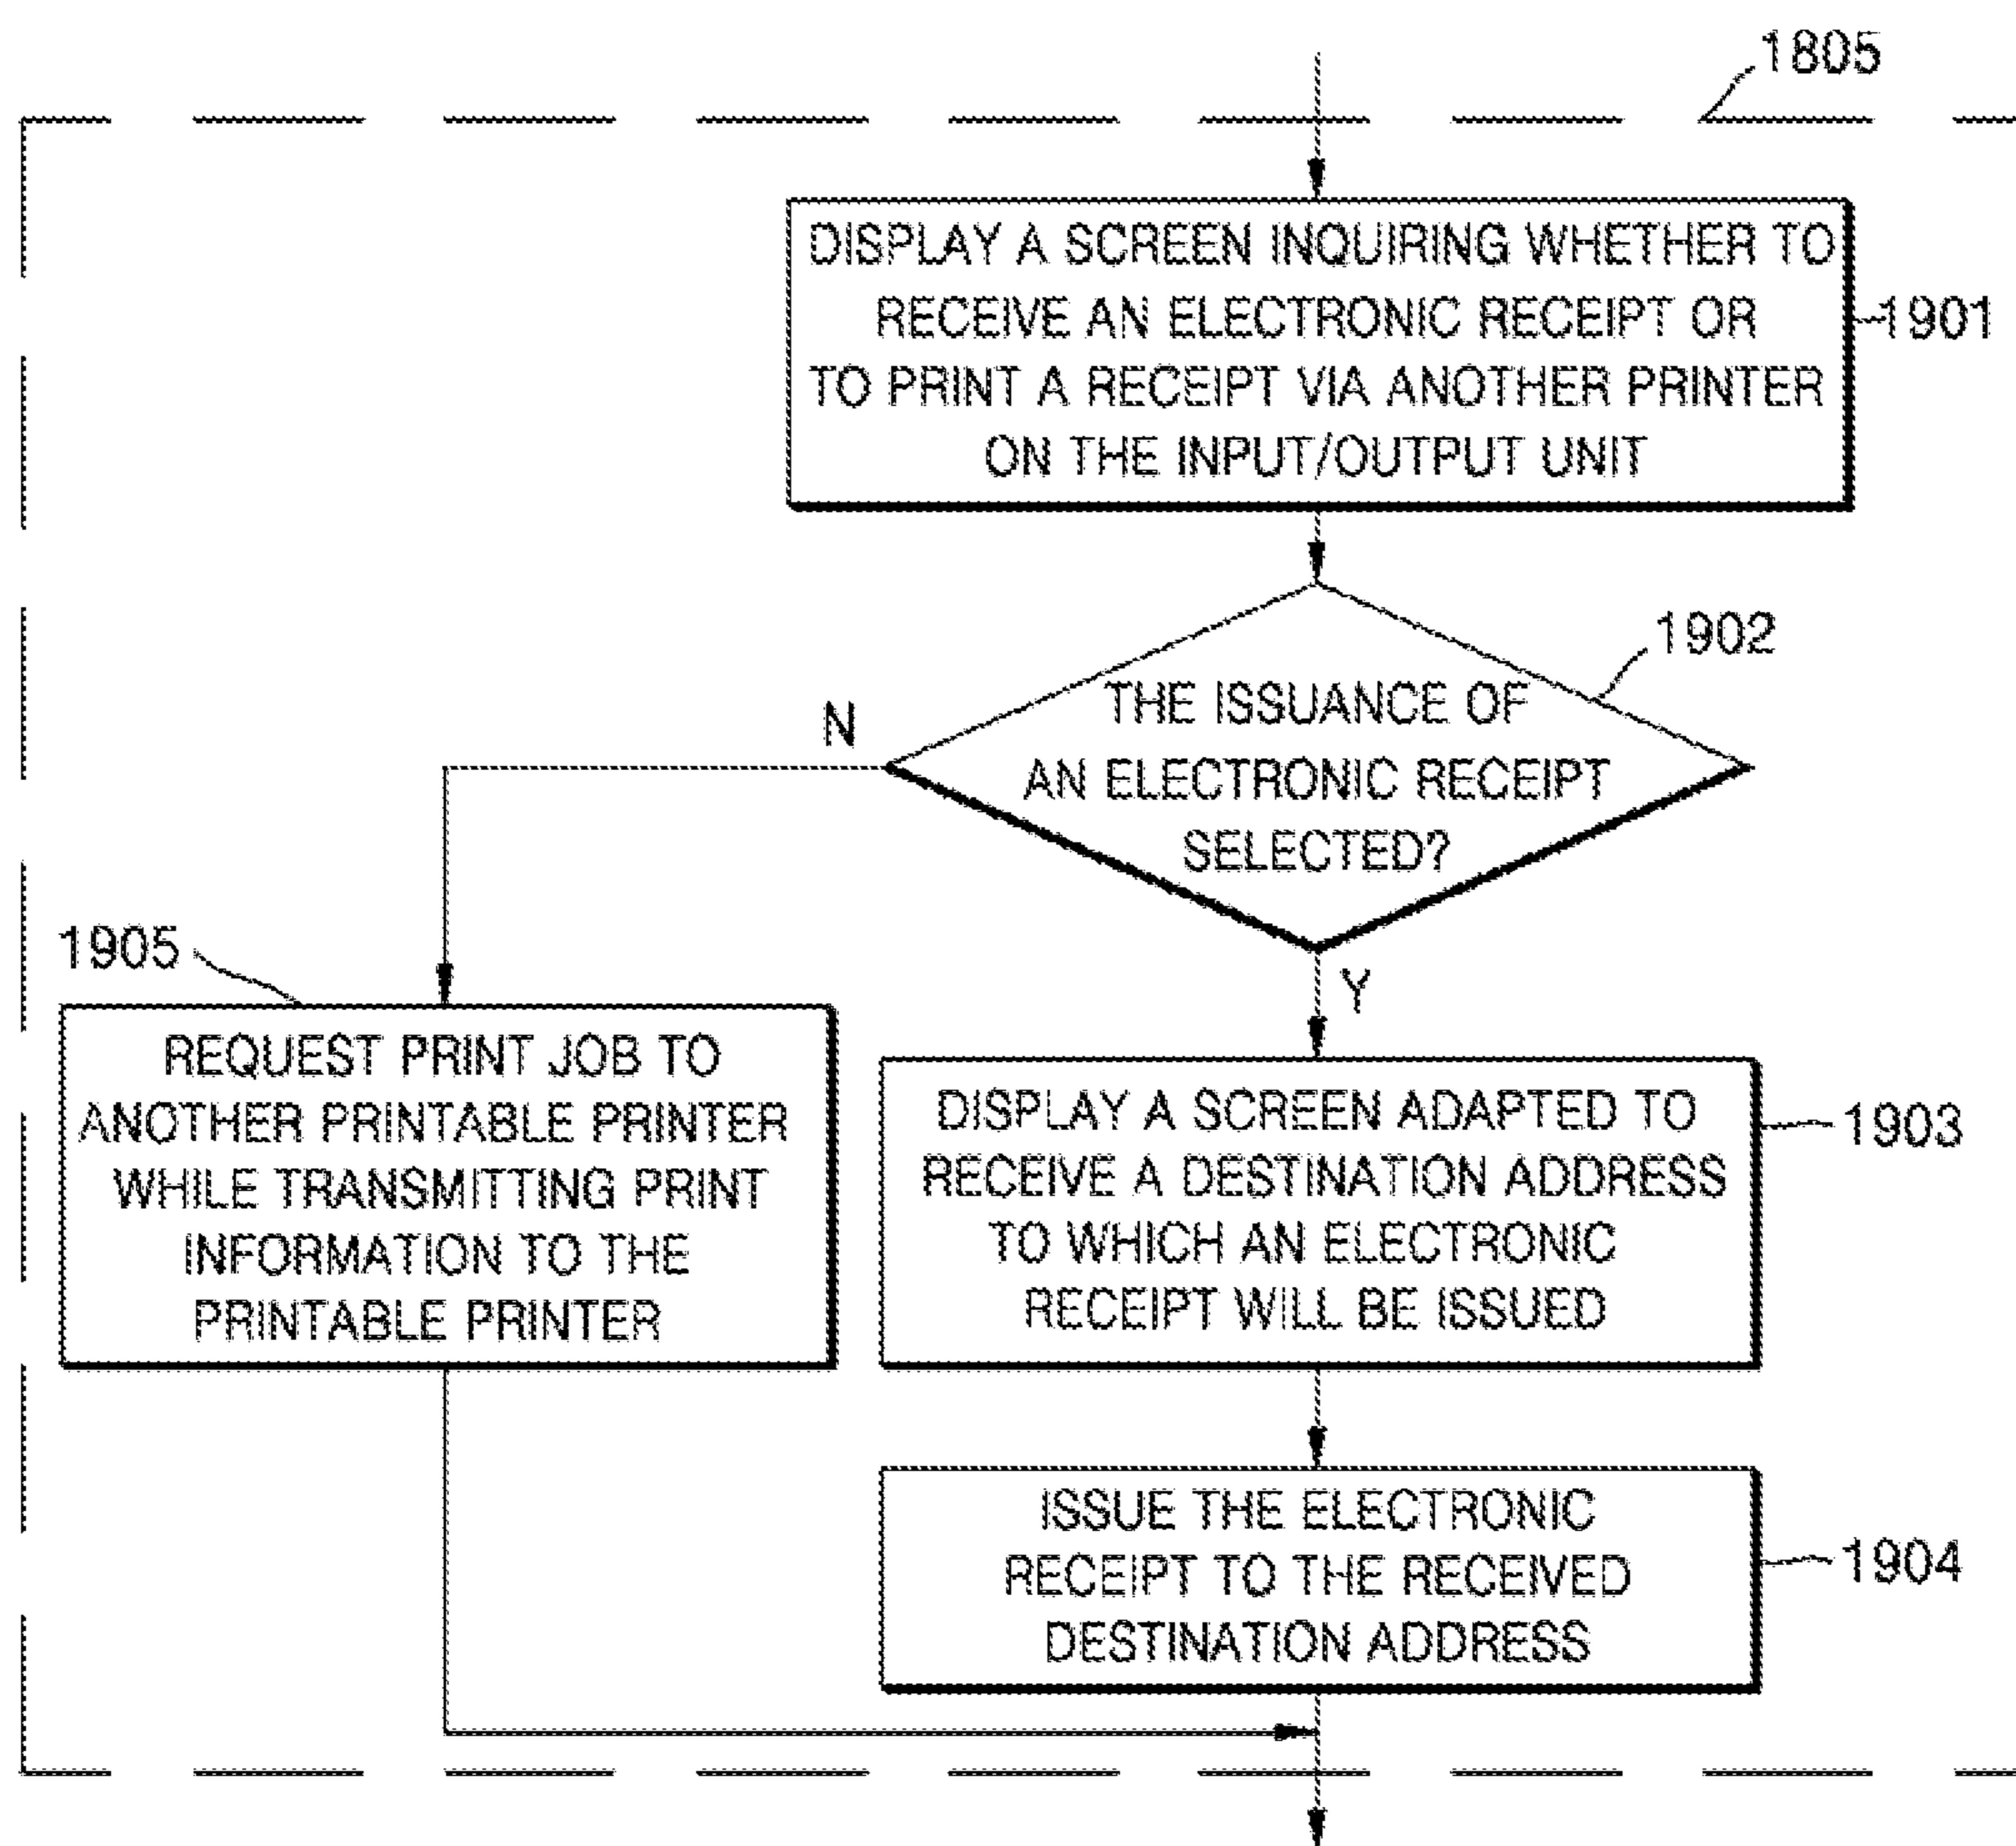 1805
DISPLAY A SCREEN INQUIRING WHETHER TO
RECEIVE AN ELECTRONIC RECEIPT OR
TO PRINT A RECEIPT VIA ANOTHER PRINTER
ON THE INPUT/OUTPUT UNIT
1901
1902
THE ISSUANCE OF
AN ELECTRONIC RECEIPT
SELECTED?
N
Y
1905
REQUEST PRINT JOB TO
ANOTHER PRINTABLE PRINTER
WHILE TRANSMITTING PRINT
INFORMATION TO THE
PRINTABLE PRINTER
DISPLAY A SCREEN ADAPTED TO
RECEIVE A DESTINATION ADDRESS
TO WHICH AN ELECTRONIC
RECEIPT WILL BE ISSUED
1903
ISSUE THE ELECTRONIC
RECEIPT TO THE RECEIVED
DESTINATION ADDRESS
1904